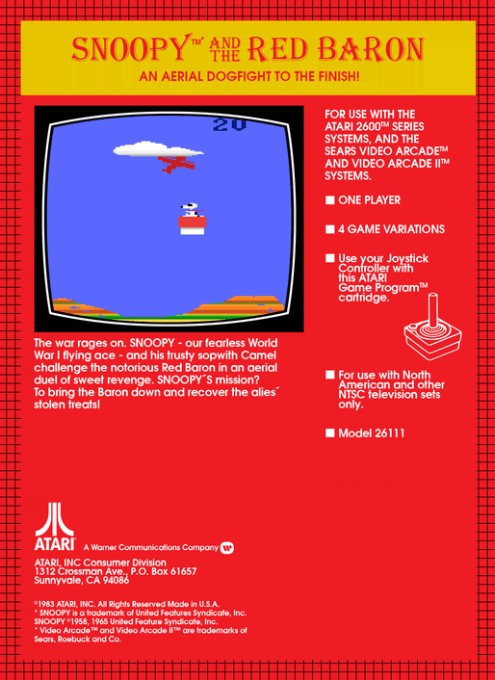 SNOOPY™ AND THE RED BARON
AN AERIAL DOGFIGHT TO THE FINISH!
20
The war rages on. SNOOPY - our fearless World
War I flying ace - and his trusty sopwith Camel
challenge the notorious Red Baron in an aerial
duel of sweet revenge. SNOOPY´S mission?
To bring the Baron down and recover the alies´
stolen treats!
FOR USE WITH THE
ATARI 2600™ SERIES
SYSTEMS, AND THE
SEARS VIDEO ARCADE™
AND VIDEO ARCADE II™
SYSTEMS.
ONE PLAYER
4 GAME VARIATIONS
Use your Joystick
Controller with
this ATARI
Game Program™
cartridge.
For use with North
American and other
NTSC television sets
only.
Model 26111
ATARI® A Warner Communications Company
ATARI, INC Consumer Division
1312 Crossman Ave., P.O. Box 61657
Sunnyvale, CA 94086
©1983 ATARI, INC. All Rights Reserved Made in U.S.A.
* SNOOPY is a trademark of United Features Syndicate, Inc.
SNOOPY ©1958, 1965 United Feature Syndicate, Inc.
* Video Arcade™ and Video Arcade II™ are trademarks of
Sears, Roebuck and Co.